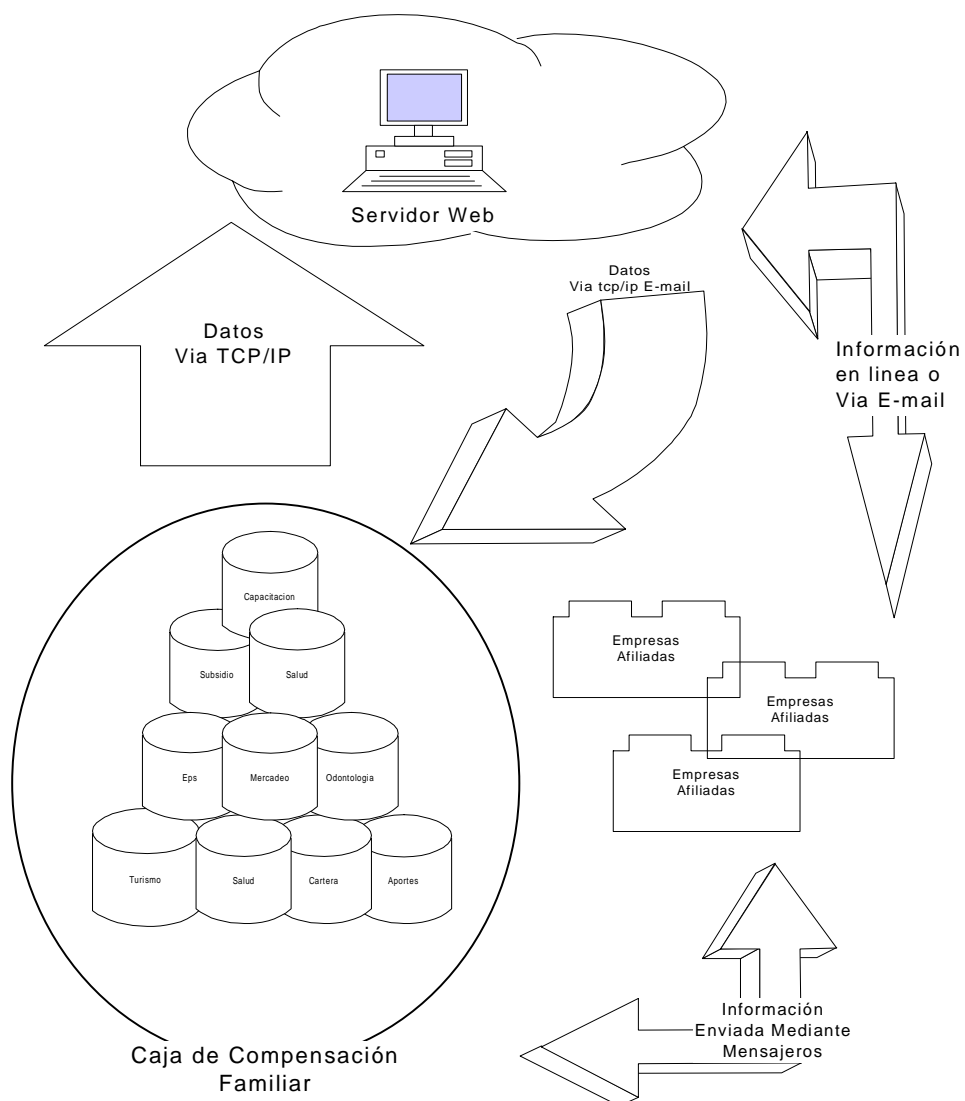 Servidor Web
Datos
Via tcp/ip E-mail
Datos
Via TCP/IP
Información
en linea o
Via E-mail
Capacitacion
Subsidio
Salud
Eps
Mercadeo
Odontologia
Turismo
Salud
Cartera
Aportes
Empresas
Afiliadas
Empresas
Afiliadas
Empresas
Afiliadas
Información
Enviada Mediante
Mensajeros
Caja de Compensación
Familiar